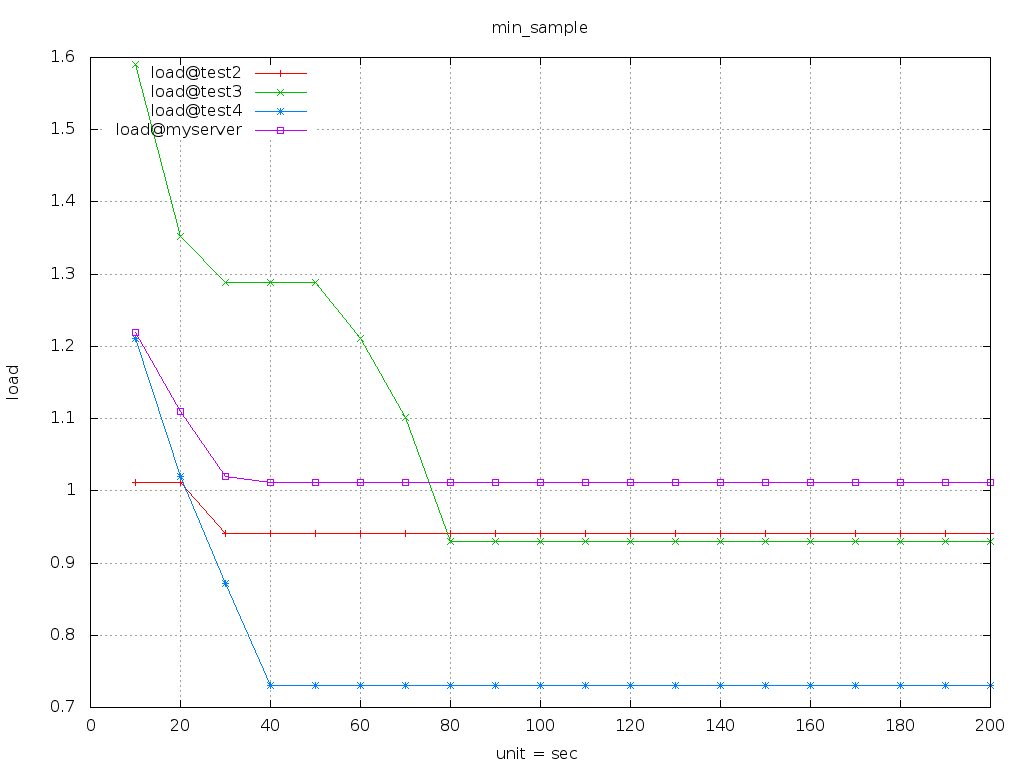 min_sample
load@test2
load@test3
load@test4
load@myserver
1.6
1.5
1.4
1.3
1.2
1.1
1
0.9
0.8
0.7
load
0 20 40 60 80 100 120 140 160 180 200
unit = sec